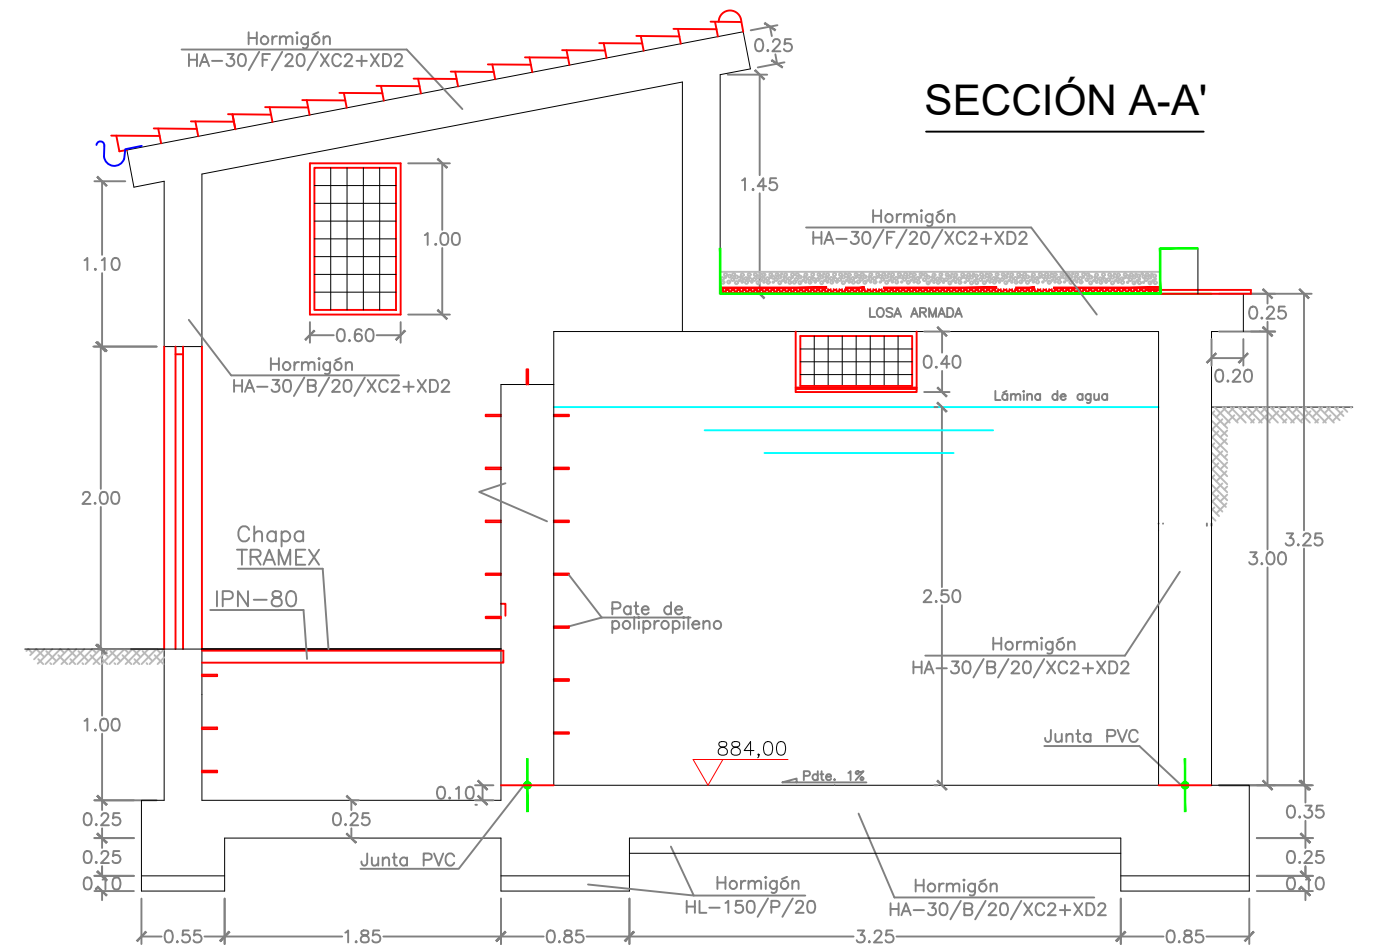 Hormigón
HA-30/F/20/XC2+XD2
0.25
SECCIÓN A-A'
1.45
Hormigón
HA-30/F/20/XC2+XD2
1.00
1.10
0.60
LOSA ARMADA
0.25
0.40
0.20
Hormigón
HA-30/B/20/XC2+XD2
Lámina de agua
2.00
Chapa
TRAMEX
IPN-80
3.25
3.00
2.50
Pate de
polipropileno
Hormigón
HA-30/B/20/XC2+XD2
1.00
Junta PVC
884,00
Pdte. 1%
0.10
0.25
0.25
0.35
Junta PVC
0.25
0.25
0.10
0.10
Hormigón
HL-150/P/20
Hormigón
HA-30/B/20/XC2+XD2
0.55
1.85
0.85
3.25
0.85